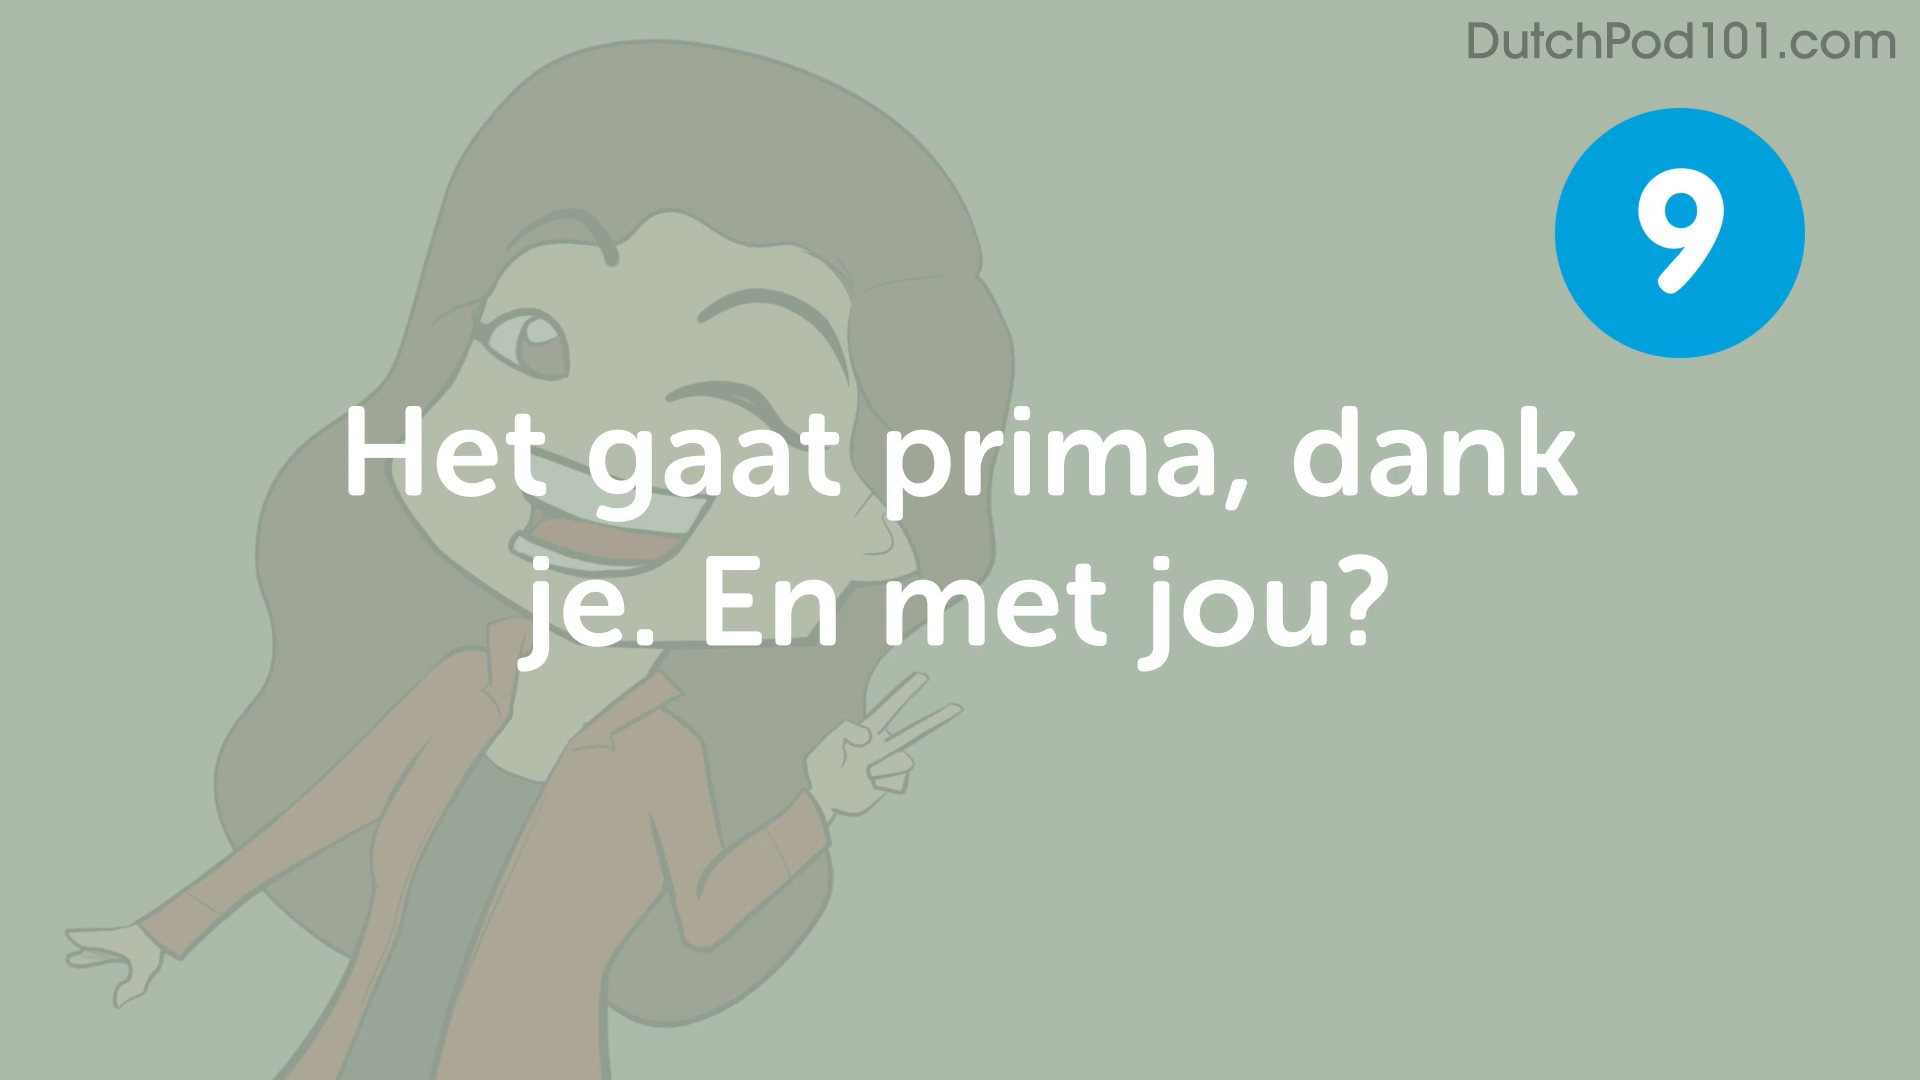 DutchPod101.com
9
Het gaat prima, dank
je. En met jou?